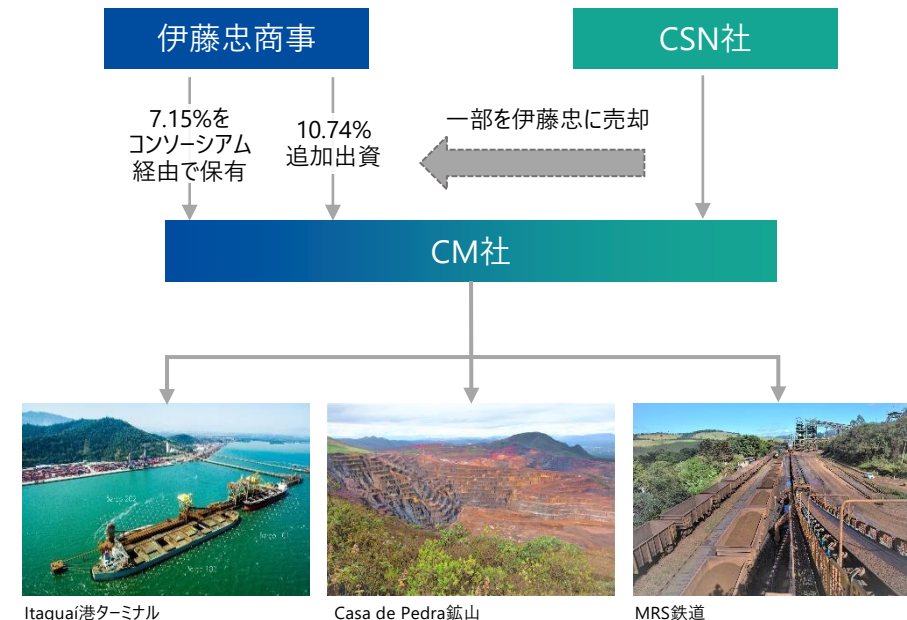 伊藤忠商事
CSN社
7.15%を
コンソーシアム
経由で保有
10.74%
追加出資
一部を伊藤忠に売却
CM社
Itaguaí港ターミナル
Casa de Pedra鉱山
MRS鉄道